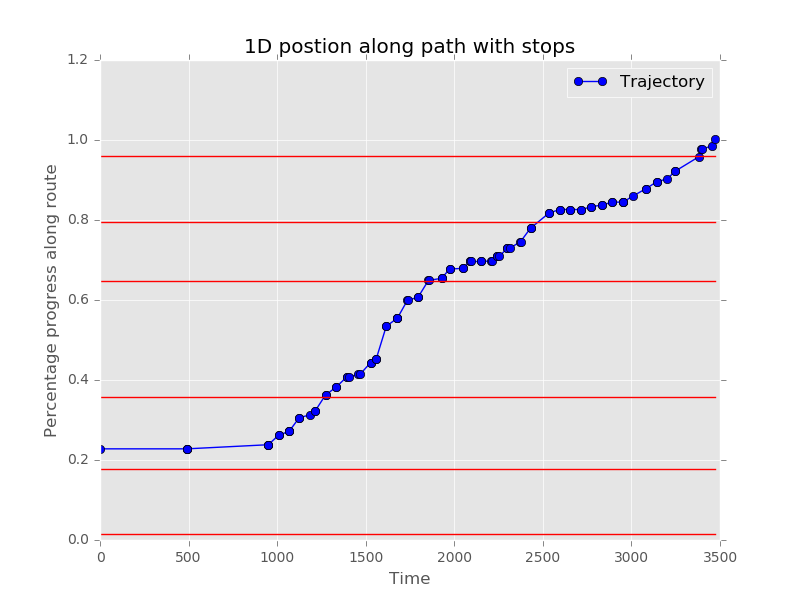 1D postion along path with stops
Trajectory
Percentage progress along route
1.2
1.0
0.8
0.6
0.4
0.2
0.0
0 500 1000 1500 2000 2500 3000 3500
Time